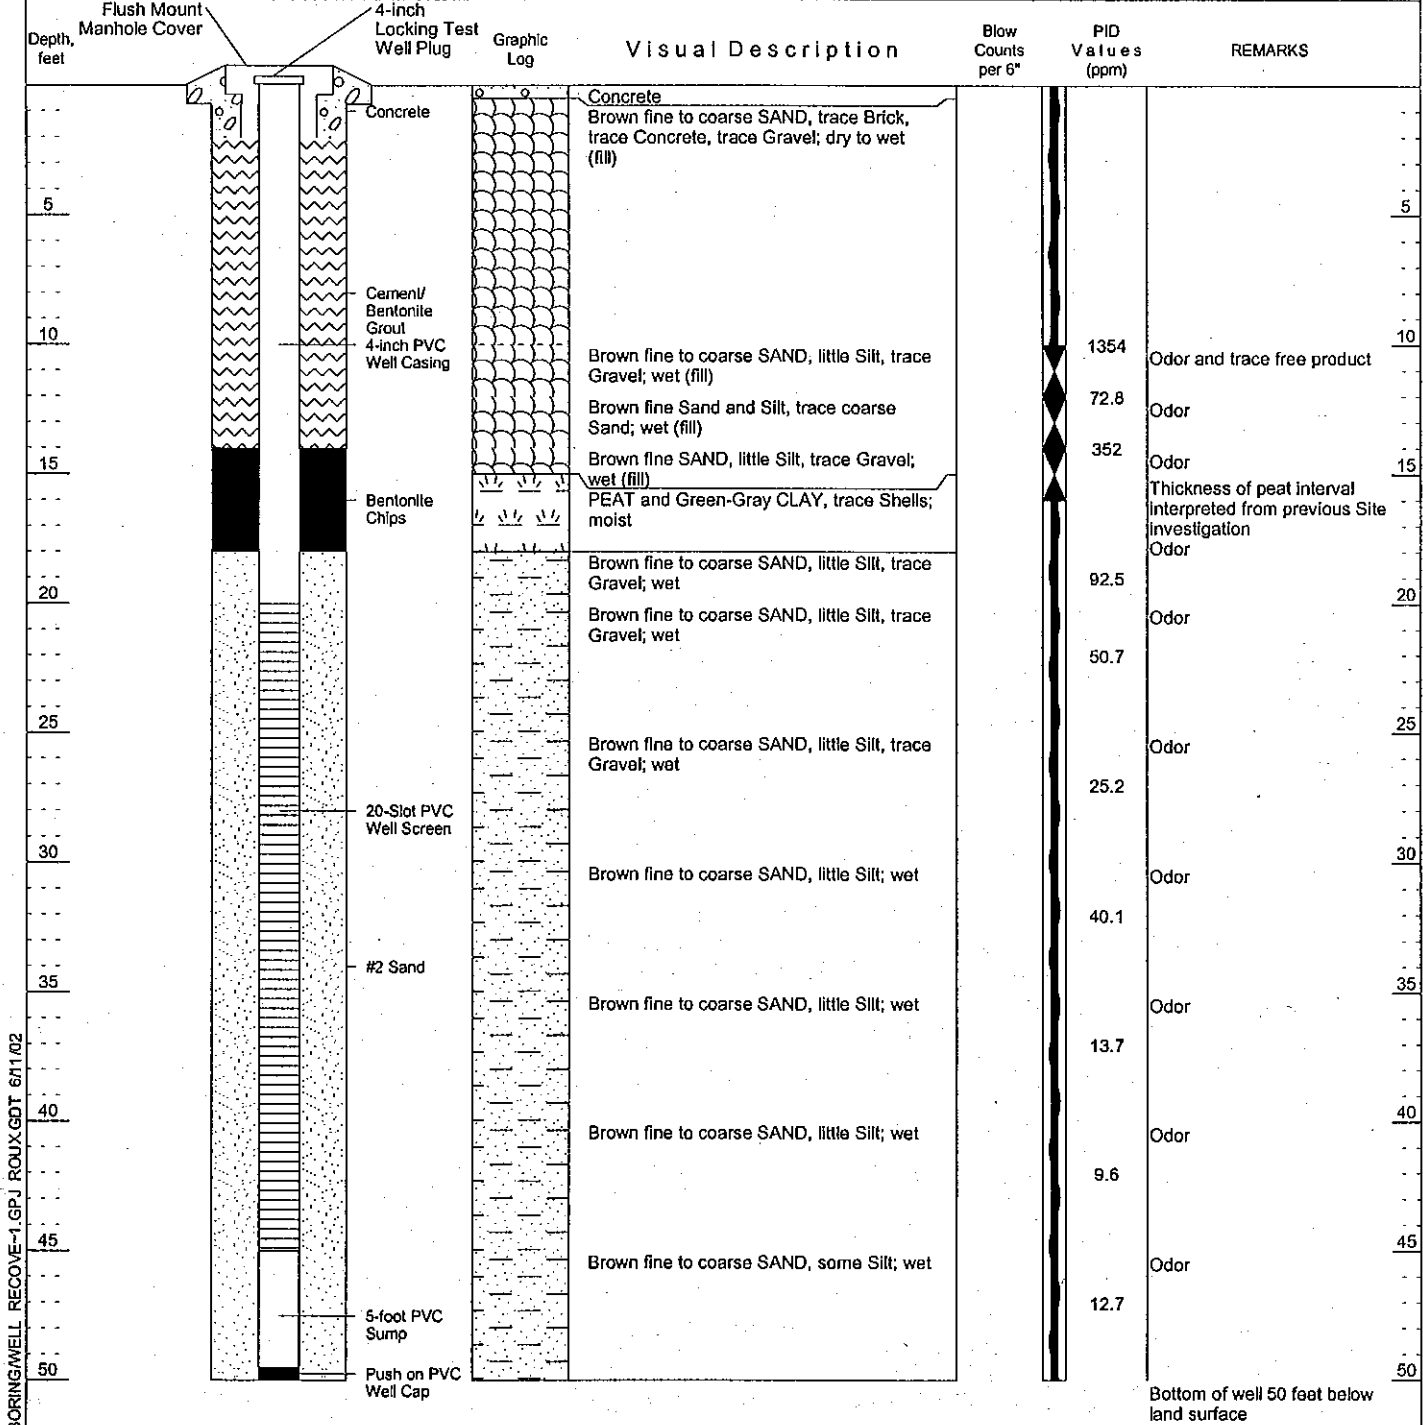 Flush Mount
Manhole Cover
4-inch
Locking Test
Well Plug
Depth,
feet
Graphic
Log
Visual Description
Blow
Counts
per 6"
PID
Values
(ppm)
REMARKS
Concrete
Concrete
Brown fine to coarse SAND, trace Brick,
trace Concrete, trace Gravel; dry to wet
(fill)
5
5
Cement/
Bentonite
Grout
10
4-inch PVC
Well Casing
Brown fine to coarse SAND, little Silt, trace
Gravel; wet (fill)
1354
Odor and trace free product
10
Brown fine Sand and Silt, trace coarse
Sand; wet (fill)
72.8
Odor
15
Brown fine SAND, little Silt, trace Gravel;
wet (fill)
352
Odor
15
Bentonite
Chips
PEAT and Green-Gray CLAY, trace Shells;
moist
Thickness of peat interval
interpreted from previous Site
investigation
Odor
Brown fine to coarse SAND, little Silt, trace
Gravel; wet
92.5
20
20
Brown fine to coarse SAND, little Silt, trace
Gravel; wet
Odor
50.7
25
25
Brown fine to coarse SAND, little Silt, trace
Gravel; wet
Odor
25.2
20-Slot PVC
Well Screen
30
30
Brown fine to coarse SAND, little Silt; wet
Odor
40.1
#2 Sand
35
35
Brown fine to coarse SAND, little Silt; wet
Odor
13.7
40
40
Brown fine to coarse SAND, little Silt; wet
Odor
9.6
45
45
Brown fine to coarse SAND, some Silt; wet
Odor
12.7
5-foot PVC
Sump
50
Push on PVC
Well Cap
50
Bottom of well 50 feet below
land surface
BORING/WELL RECOVE~1.GPJ ROUX.GDT 6/11/02